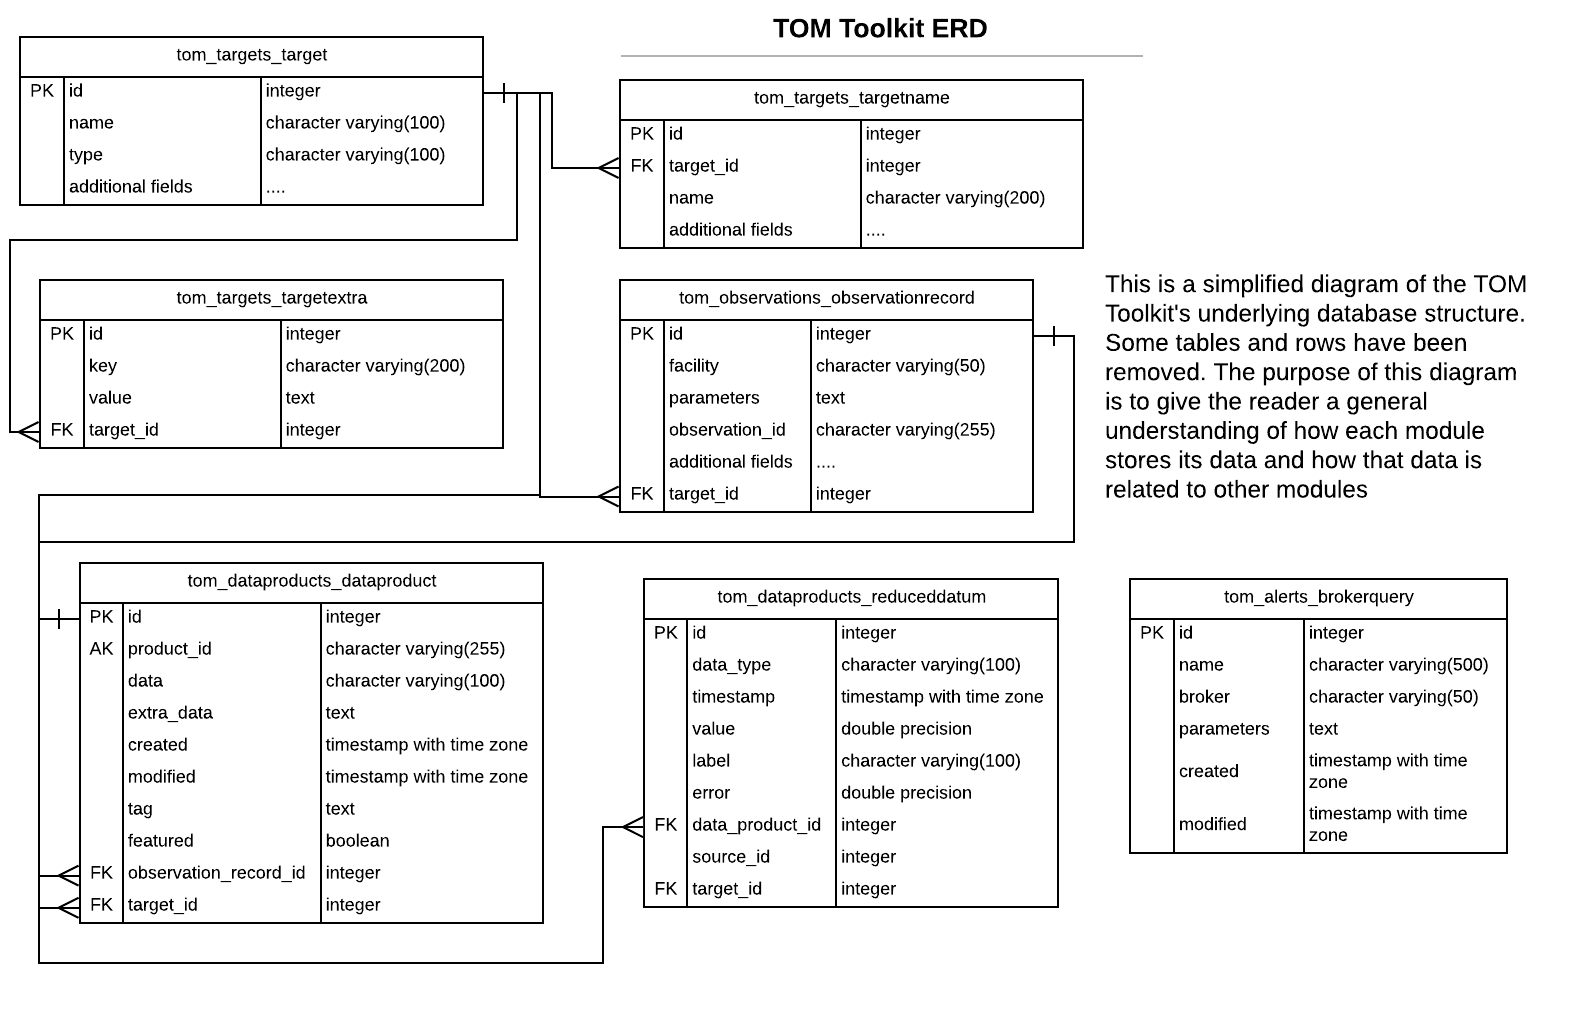 TOM Toolkit ERD
tom_targets_target
PK id integer
name character varying(100)
type character varying(100)
additional fields ....
tom_targets_targetname
PK id integer
FK target_id integer
name character varying(200)
additional fields ....
tom_targets_targetextra
PK id integer
key character varying(200)
value text
FK target_id integer
tom_observations_observationrecord
PK id integer
facility character varying(50)
parameters text
observation_id character varying(255)
additional fields ....
FK target_id integer
This is a simplified diagram of the TOM
Toolkit's underlying database structure.
Some tables and rows have been
removed. The purpose of this diagram
is to give the reader a general
understanding of how each module
stores its data and how that data is
related to other modules
tom_dataproducts_dataproduct
PK id integer
AK product_id character varying(255)
data character varying(100)
extra_data text
created timestamp with time zone
modified timestamp with time zone
tag text
featured boolean
FK observation_record_id integer
FK target_id integer
tom_dataproducts_reduceddatum
PK id integer
data_type character varying(100)
timestamp timestamp with time zone
value double precision
label character varying(100)
error double precision
FK data_product_id integer
source_id integer
FK target_id integer
tom_alerts_brokerquery
PK id integer
name character varying(500)
broker character varying(50)
parameters text
created timestamp with time
zone
modified timestamp with time
zone